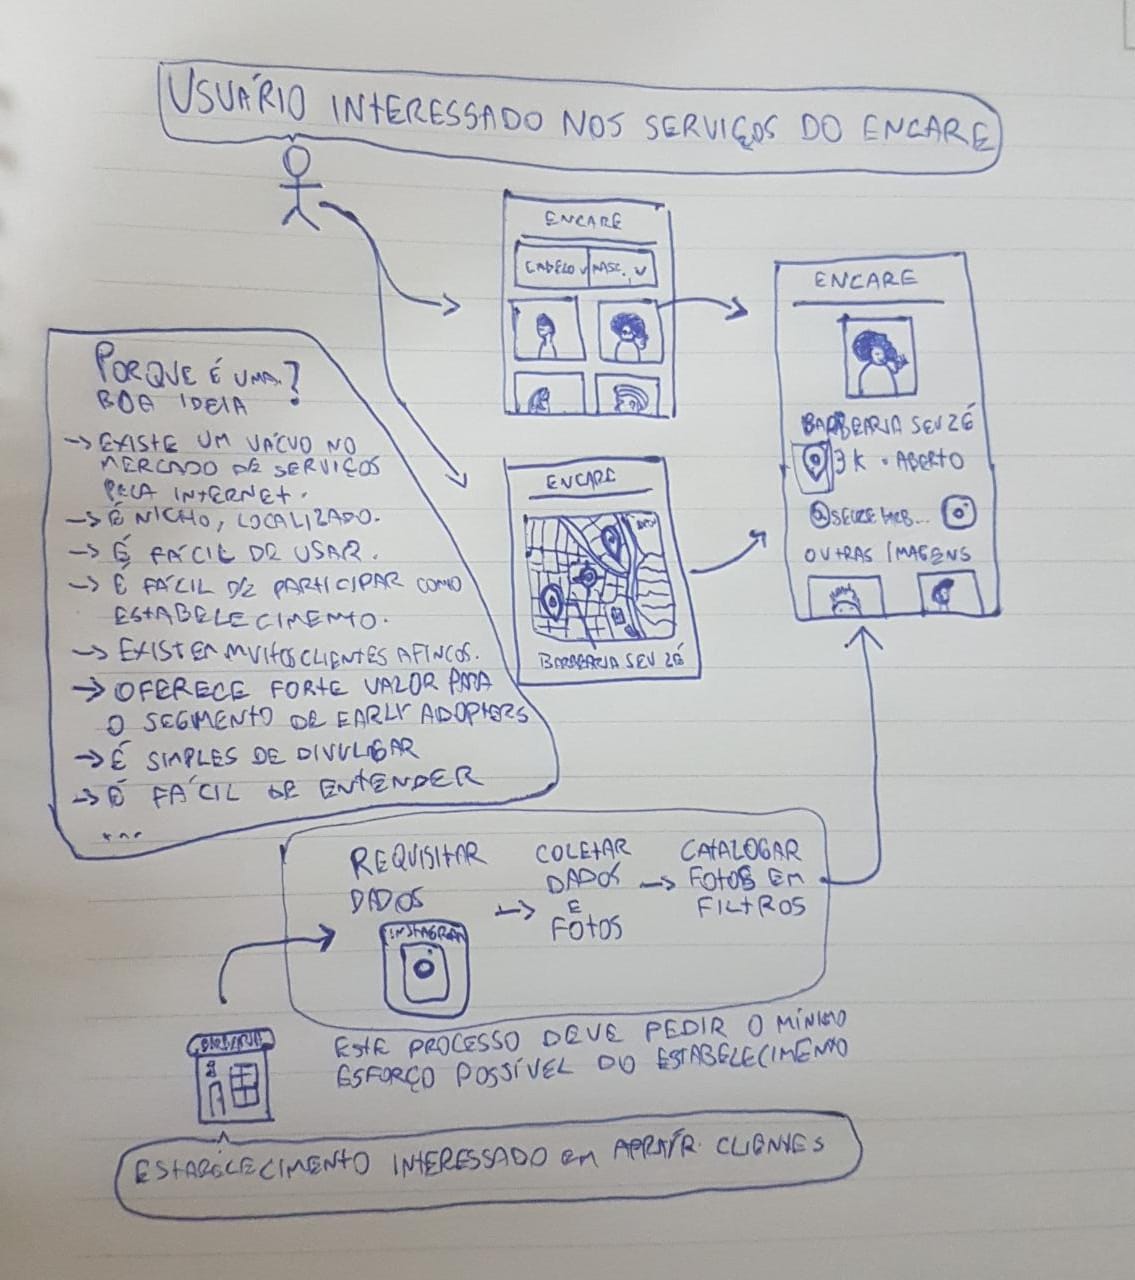 USUÁRIO INTERESSADO NOS SERVIÇOS DO ENCARE
ENCARE
CABELO MASC.
ENCARE
BARBEARIA SEU ZÉ
3K • ABERTO
@SEUZEBARB...
OUTRAS IMAGENS
ENCARE
BARBEARIA SEU ZÉ
PORQUE É UMA
BOA IDEIA?
→ EXISTE UM VÁCUO NO
MERCADO DE SERVIÇOS
PELA INTERNET.
→ É NICHO, LOCALIZADO.
→ É FÁCIL DE USAR.
→ É FÁCIL DE PARTICIPAR COMO
ESTABELECIMENTO.
→ EXISTEM MUITOS CLIENTES AFINCOS.
→ OFERECE FORTE VALOR PARA
O SEGMENTO DE EARLY ADOPTERS
→ É SIMPLES DE DIVULGAR
→ É FÁCIL DE ENTENDER
...
REQUISITAR
DADOS
INSTAGRAM
→ COLETAR
DADOS
E
FOTOS
→ CATALOGAR
FOTOS EM
FILTROS
ESTE PROCESSO DEVE PEDIR O MÍNIMO
ESFORÇO POSSÍVEL DO ESTABELECIMENTO
BARBEARIA
ESTABELECIMENTO INTERESSADO EM CLIENTES